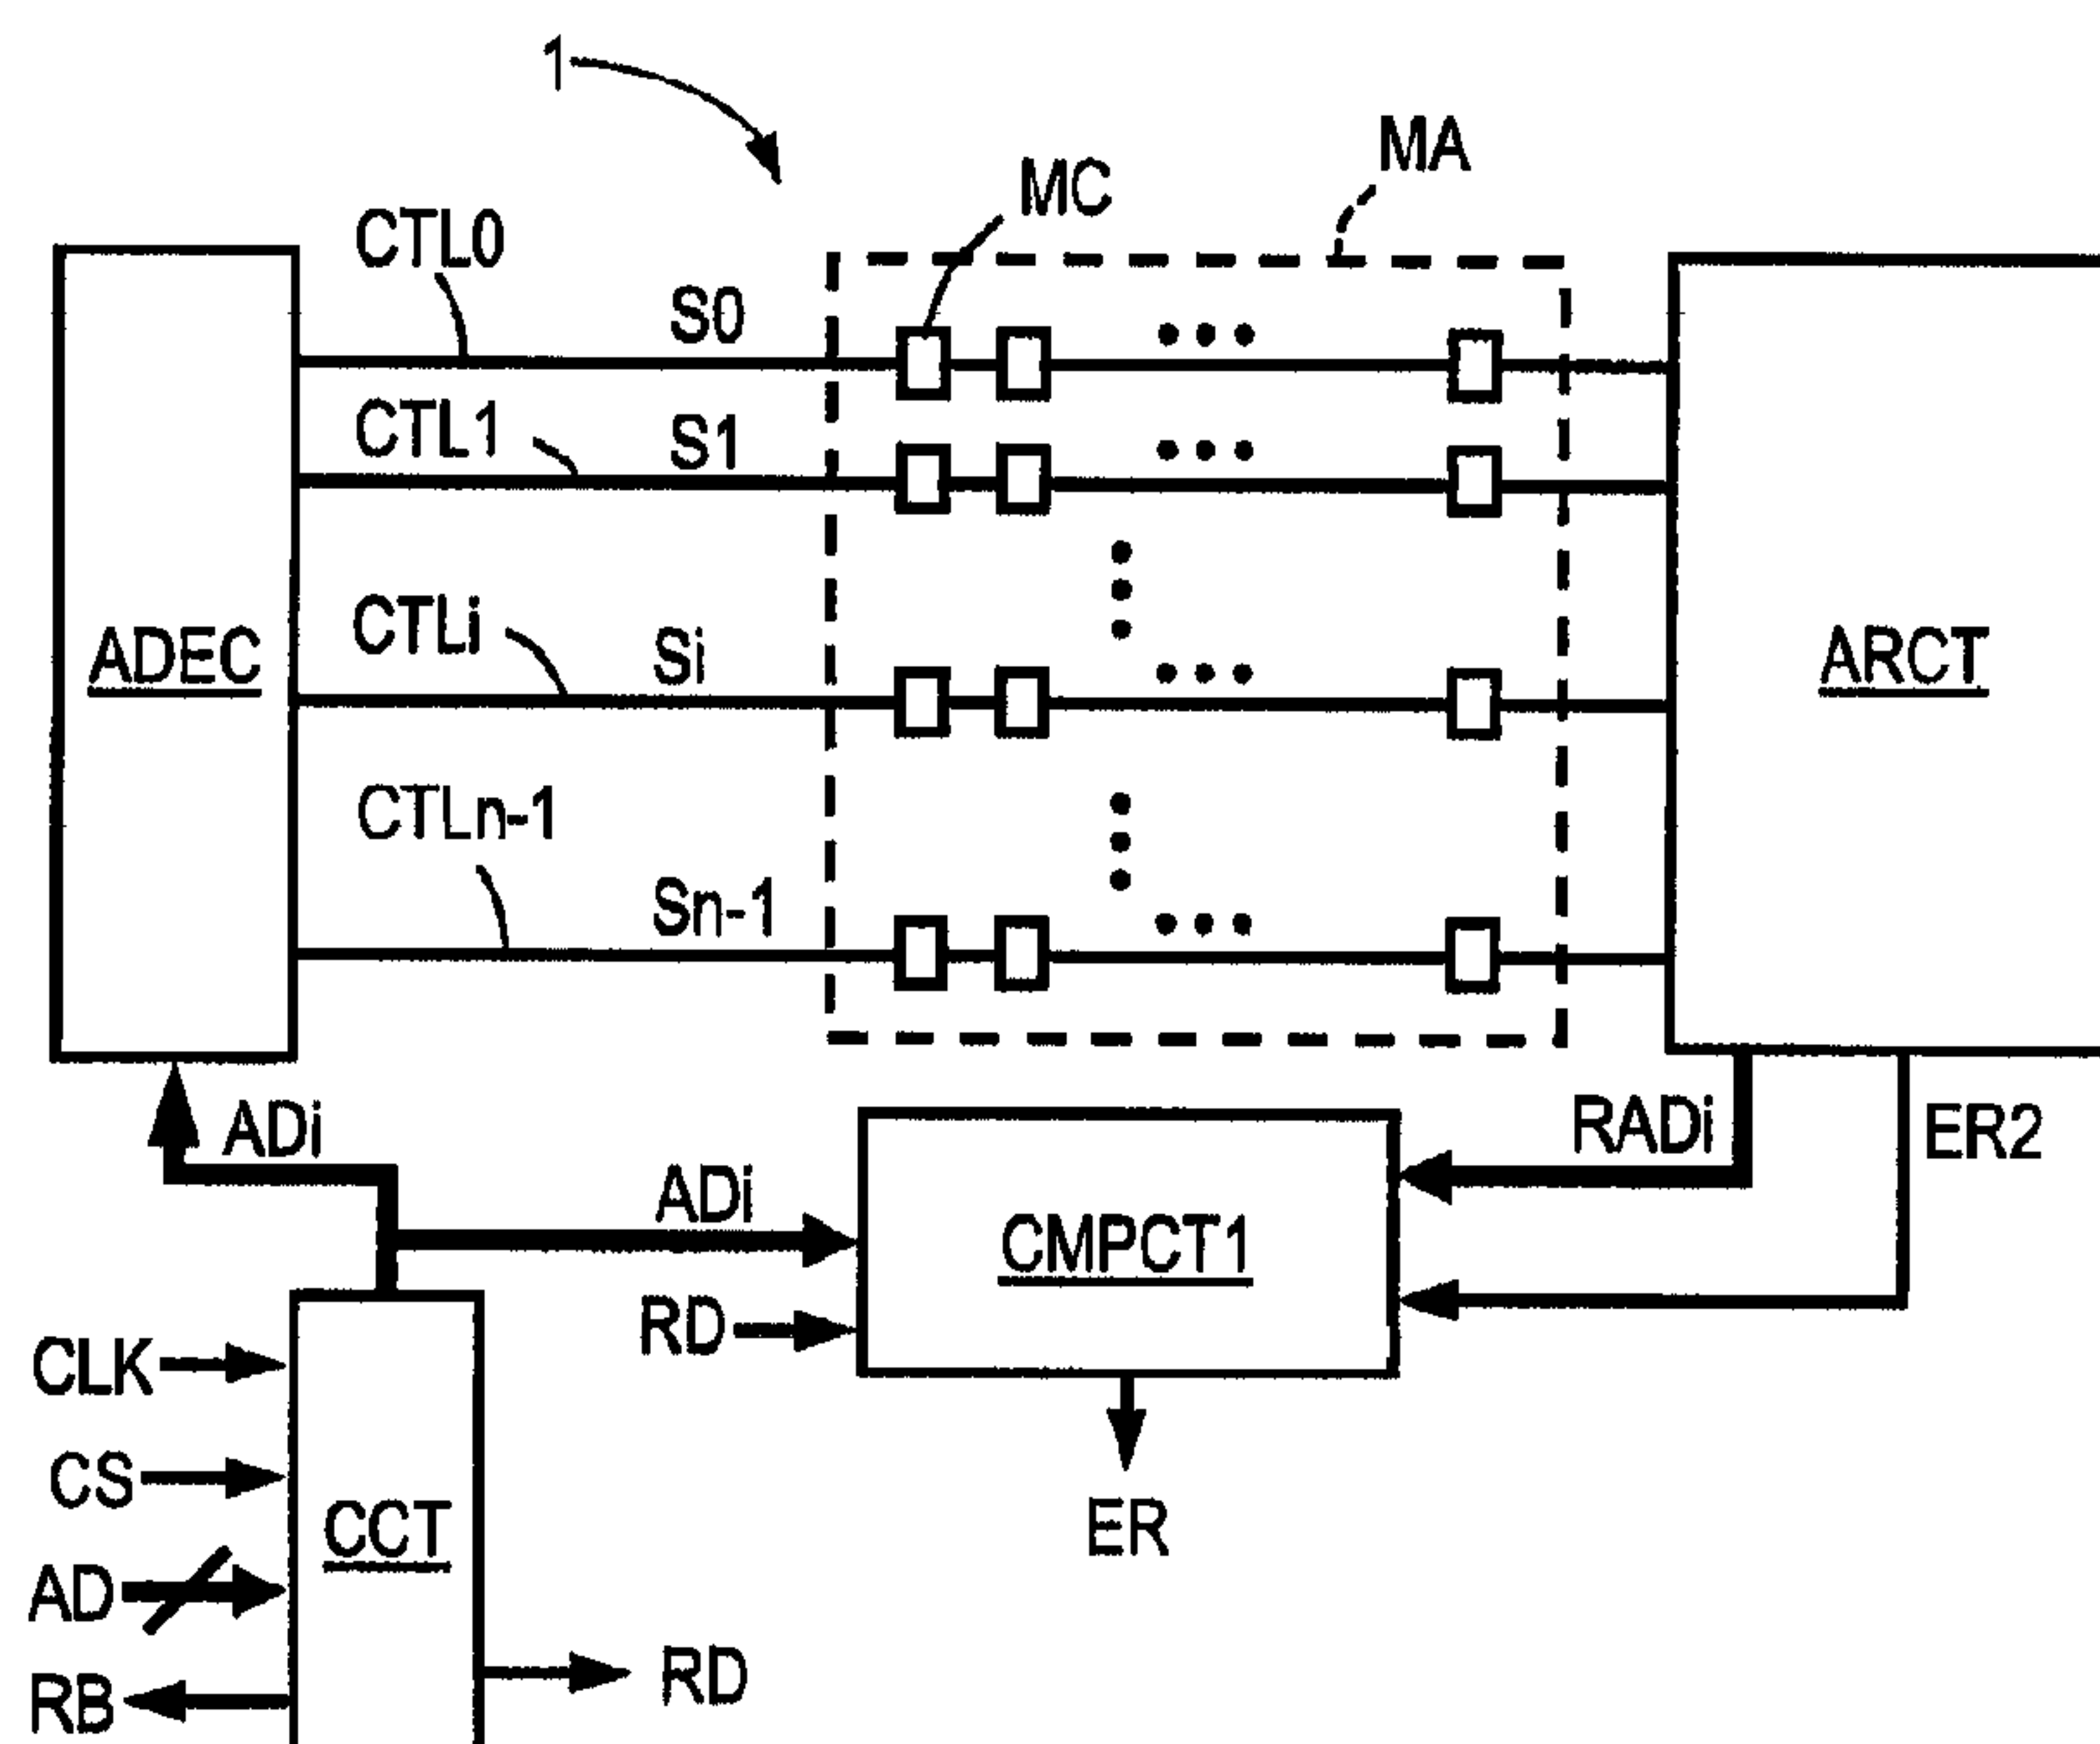 1
MA
MC
CTL0
S0
CTL1
S1
CTLi
Si
ADEC
ARCT
CTLn-1
Sn-1
ADi
RADi
ER2
ADi
CMPCT1
RD
CLK
CS
CCT
ER
AD
RD
RB